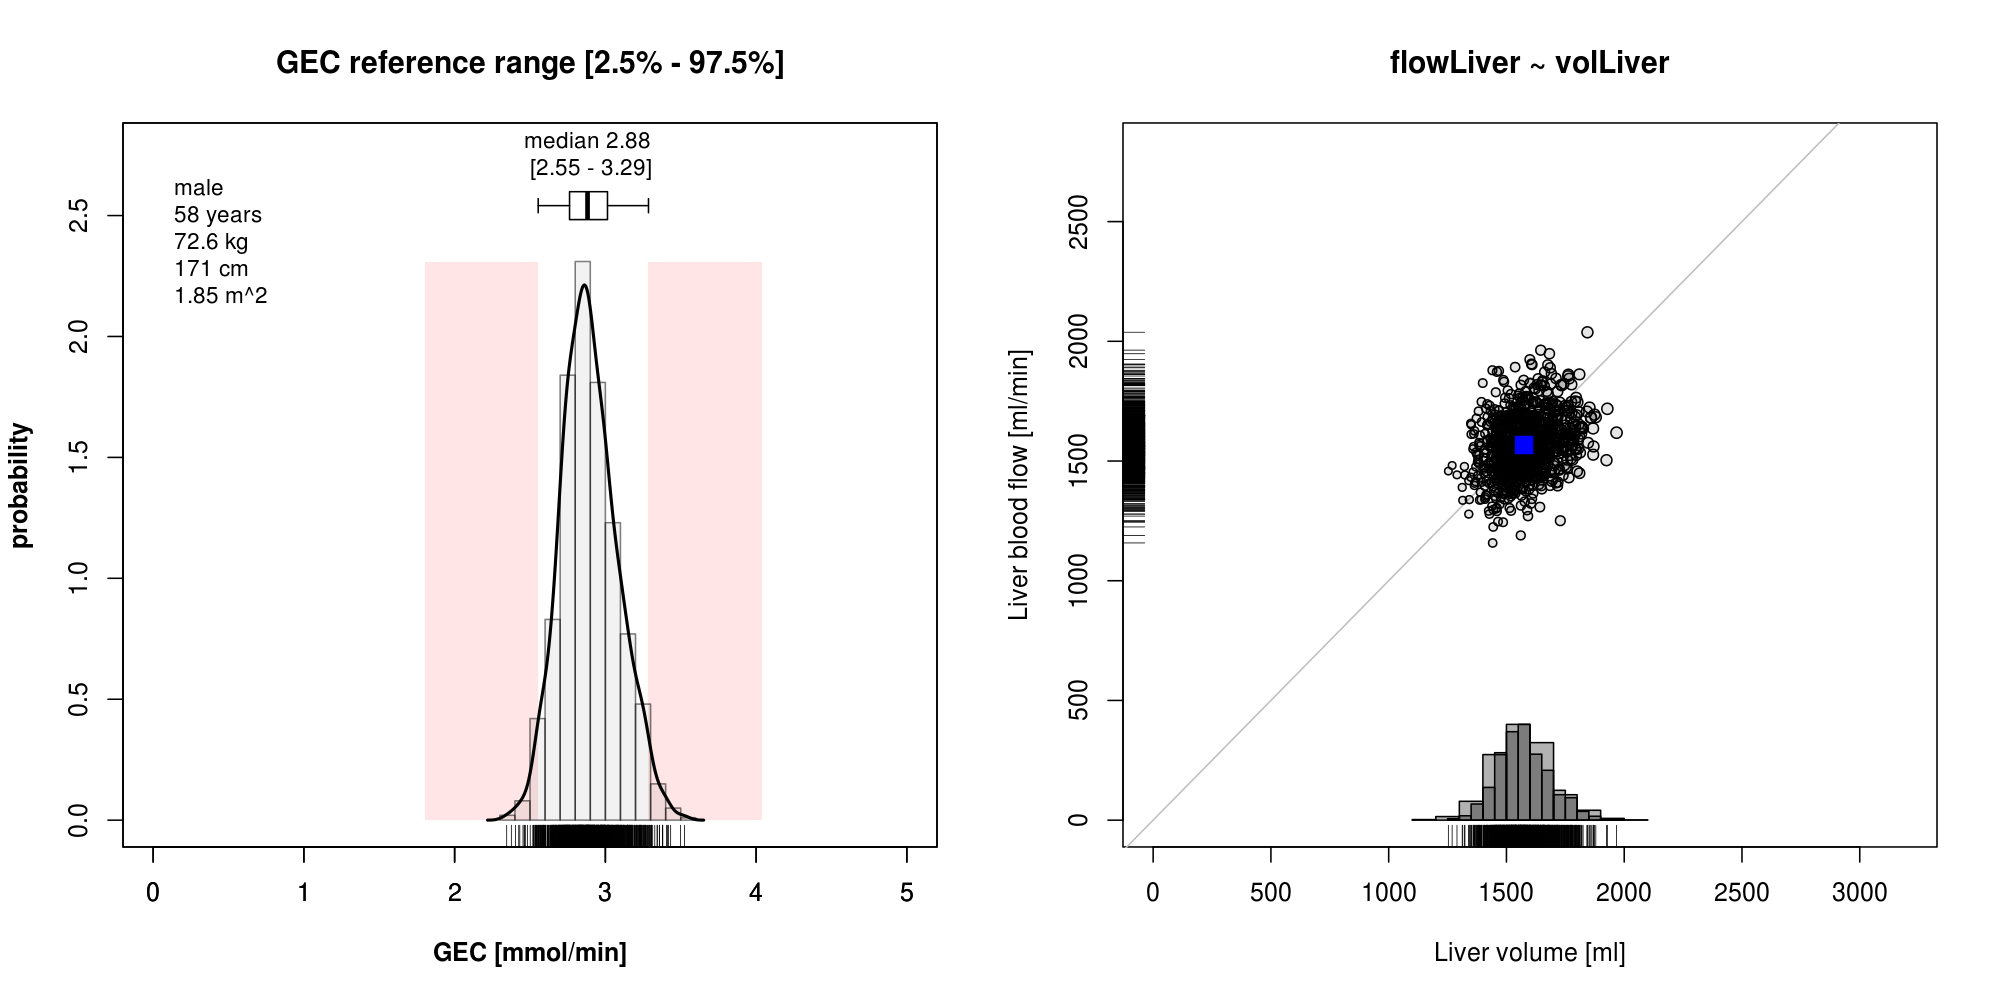 GEC reference range [2.5% - 97.5%]
median 2.88
[2.55 - 3.29]
male
58 years
72.6 kg
171 cm
1.85 m^2
probability
0.0
0.5
1.0
1.5
2.0
2.5
0 1 2 3 4 5
GEC [mmol/min]
flowLiver ~ volLiver
Liver blood flow [ml/min]
0
500
1000
1500
2000
2500
0 500 1000 1500 2000 2500 3000
Liver volume [ml]